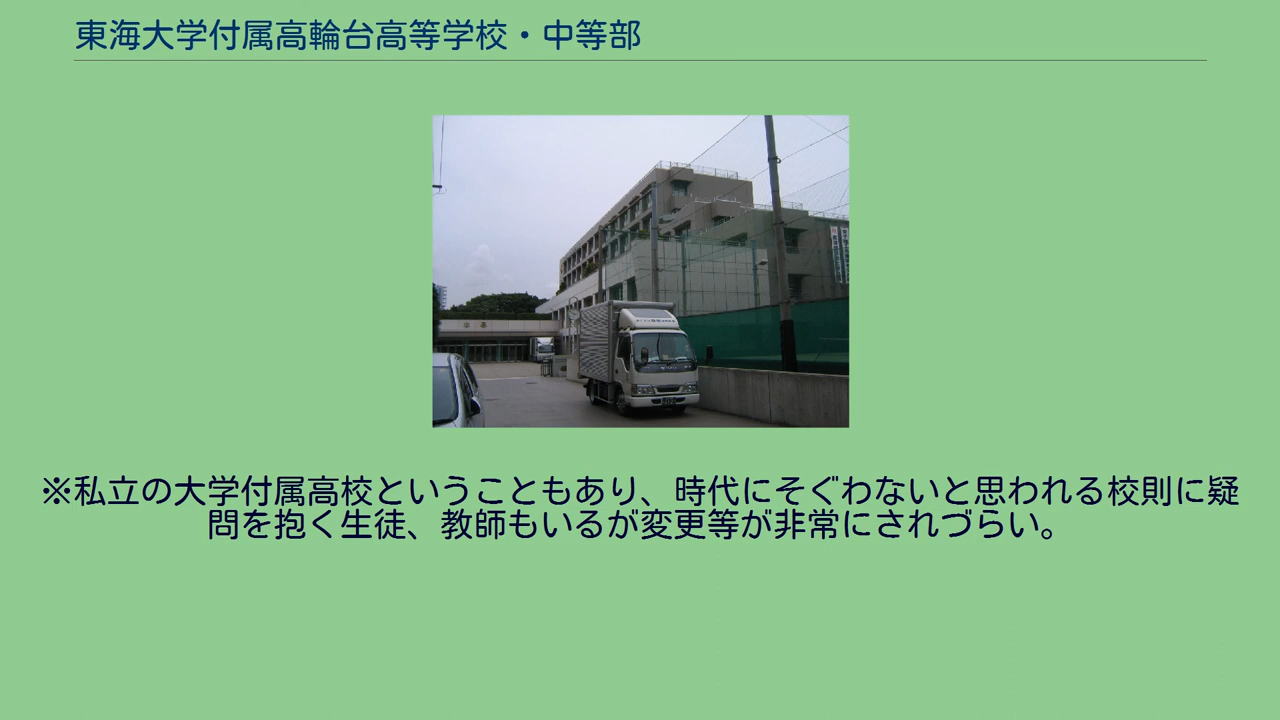 東海大学付属高輪台高等学校・中等部
※私立の大学付属高校ということもあり、時代にそぐわないと思われる校則に疑
問を抱く生徒、教師もいるが変更等が非常にされづらい。